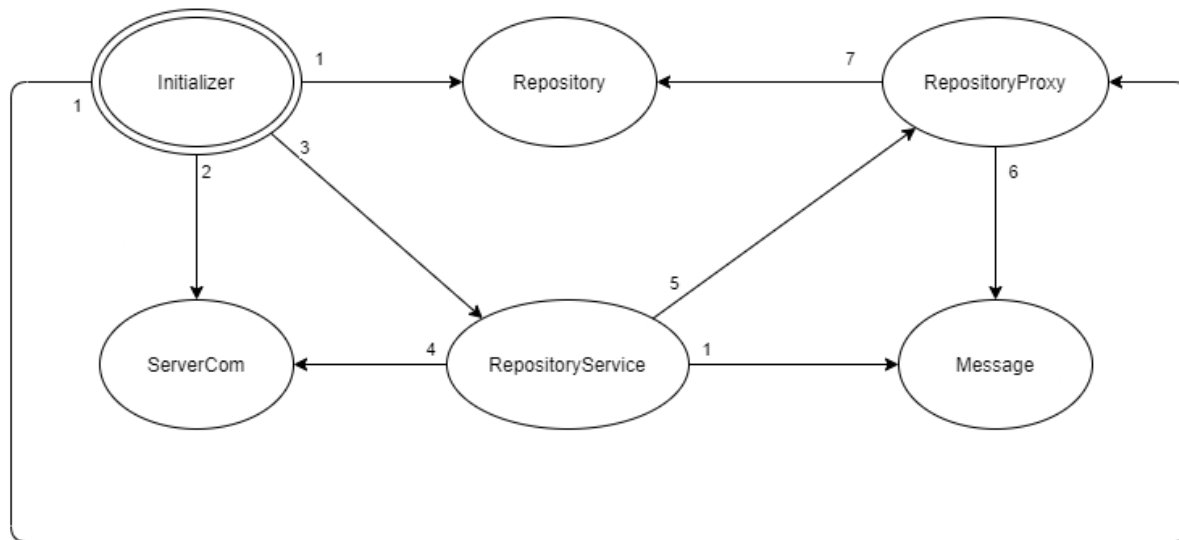 Initializer
1
Repository
7
RepositoryProxy
1
2
3
6
5
ServerCom
4
RepositoryService
1
Message